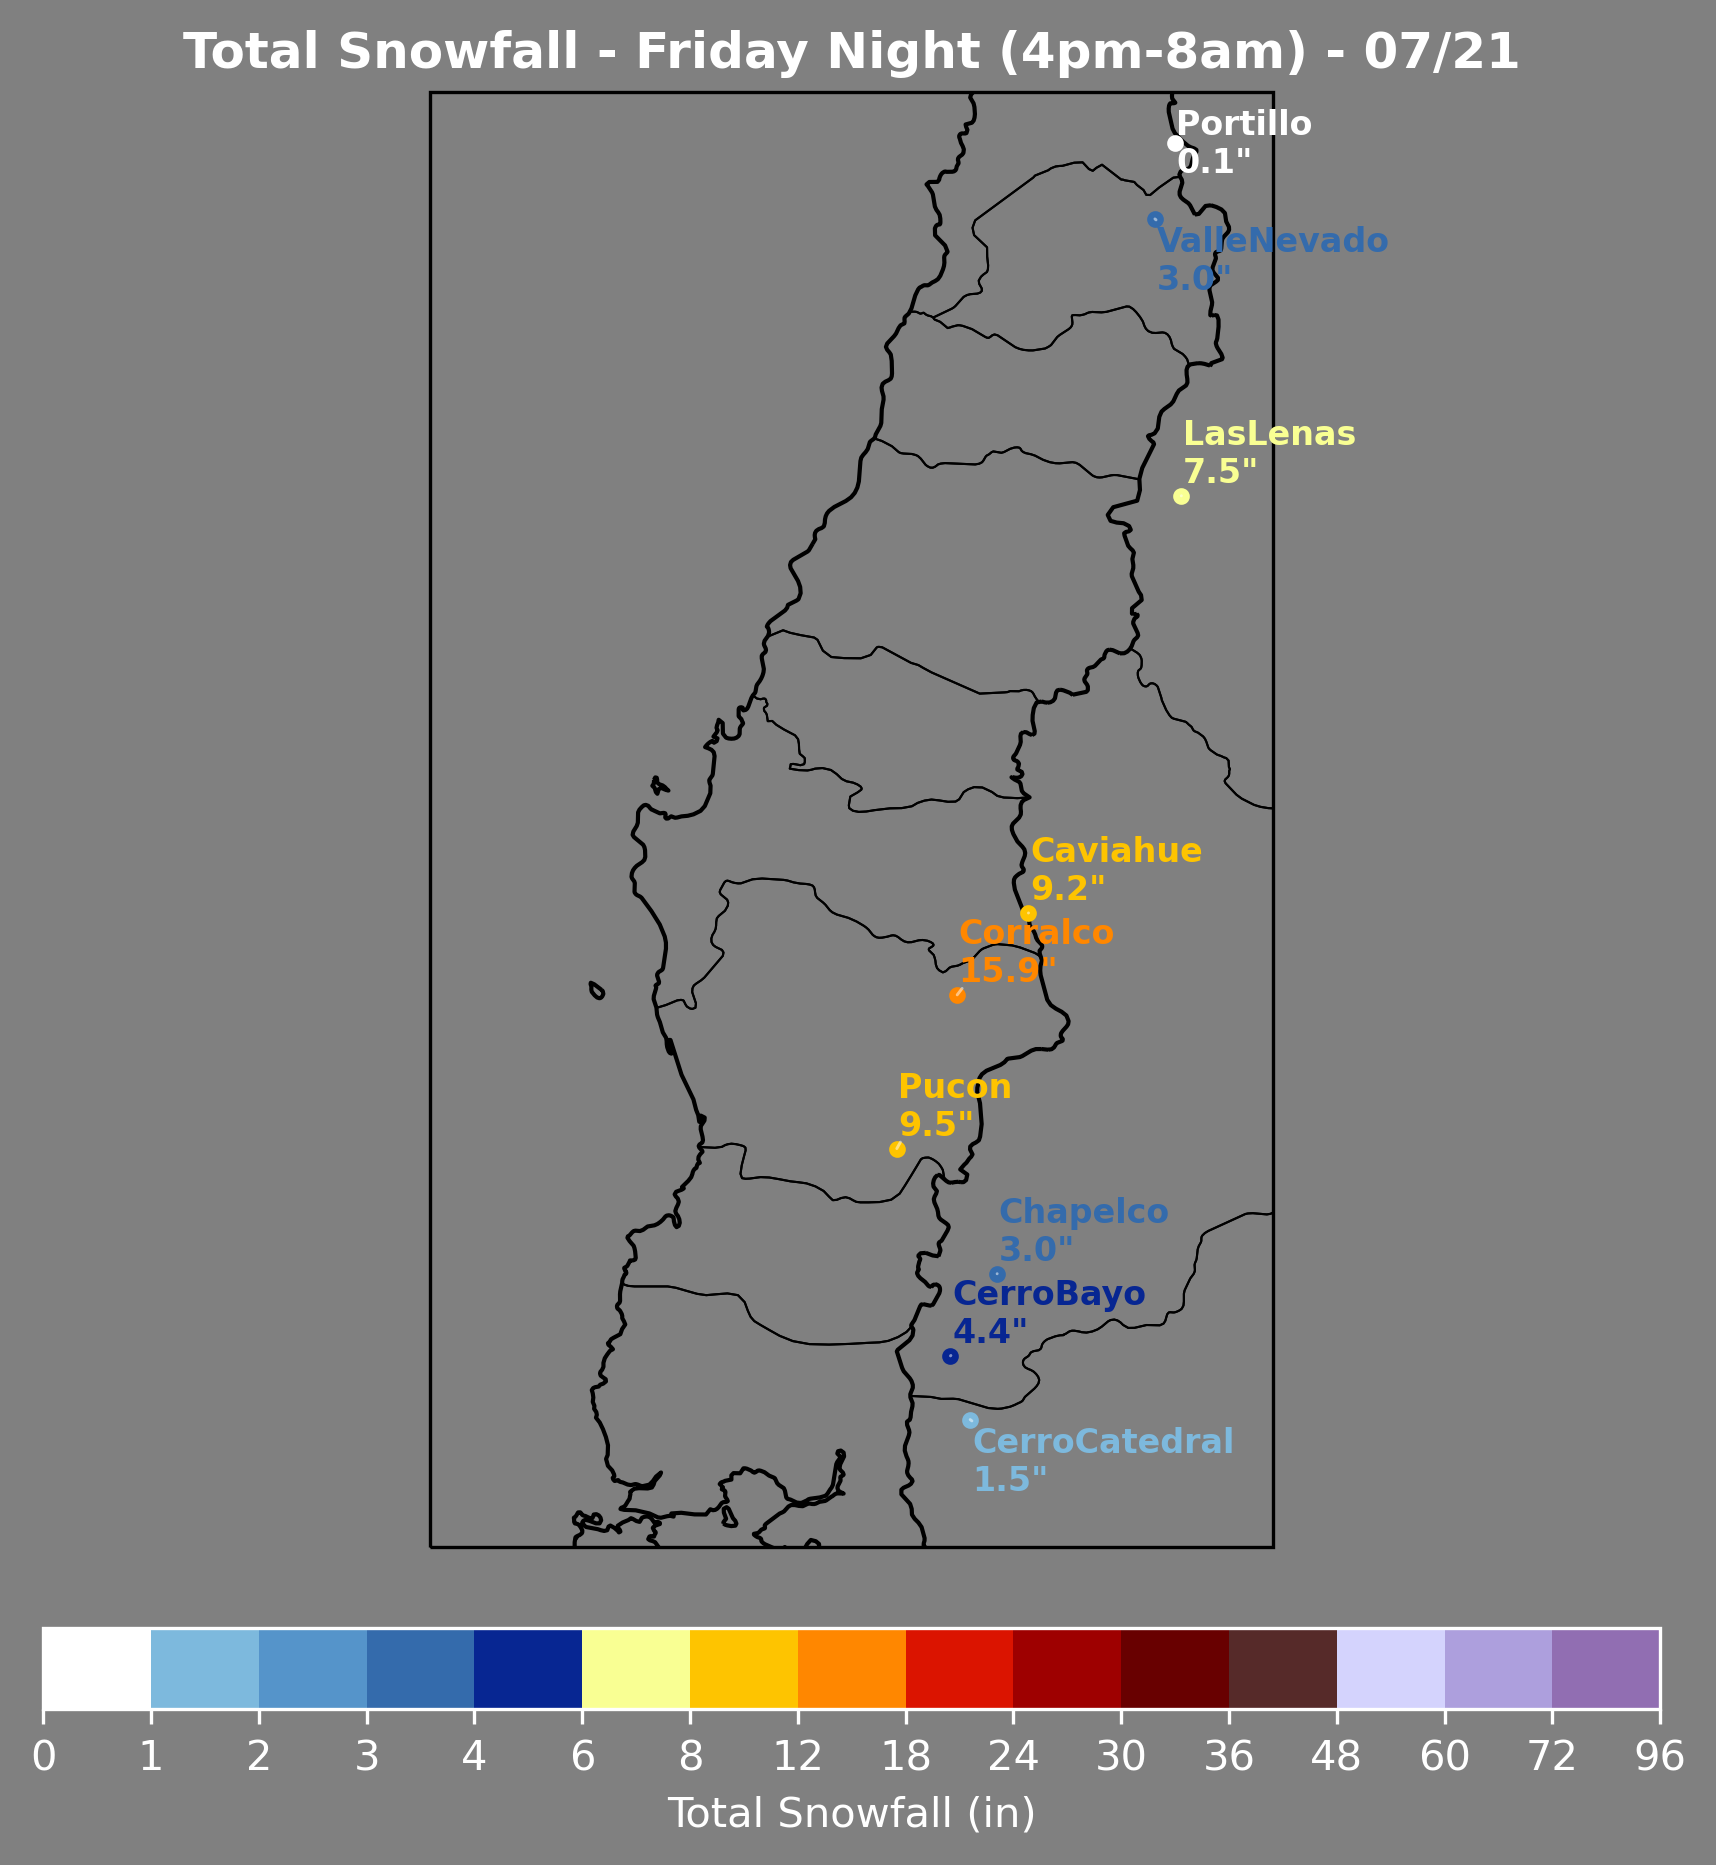 Total Snowfall - Friday Night (4pm-8am) - 07/21
Portillo
0.1"
ValleNevado
3.0"
LasLenas
7.5"
Caviahue
9.2"
Corralco
15.9"
Pucon
9.5"
Chapelco
3.0"
CerroBayo
4.4"
CerroCatedral
1.5"
0 1 2 3 4 6 8 12 18 24 30 36 48 60 72 96
Total Snowfall (in)